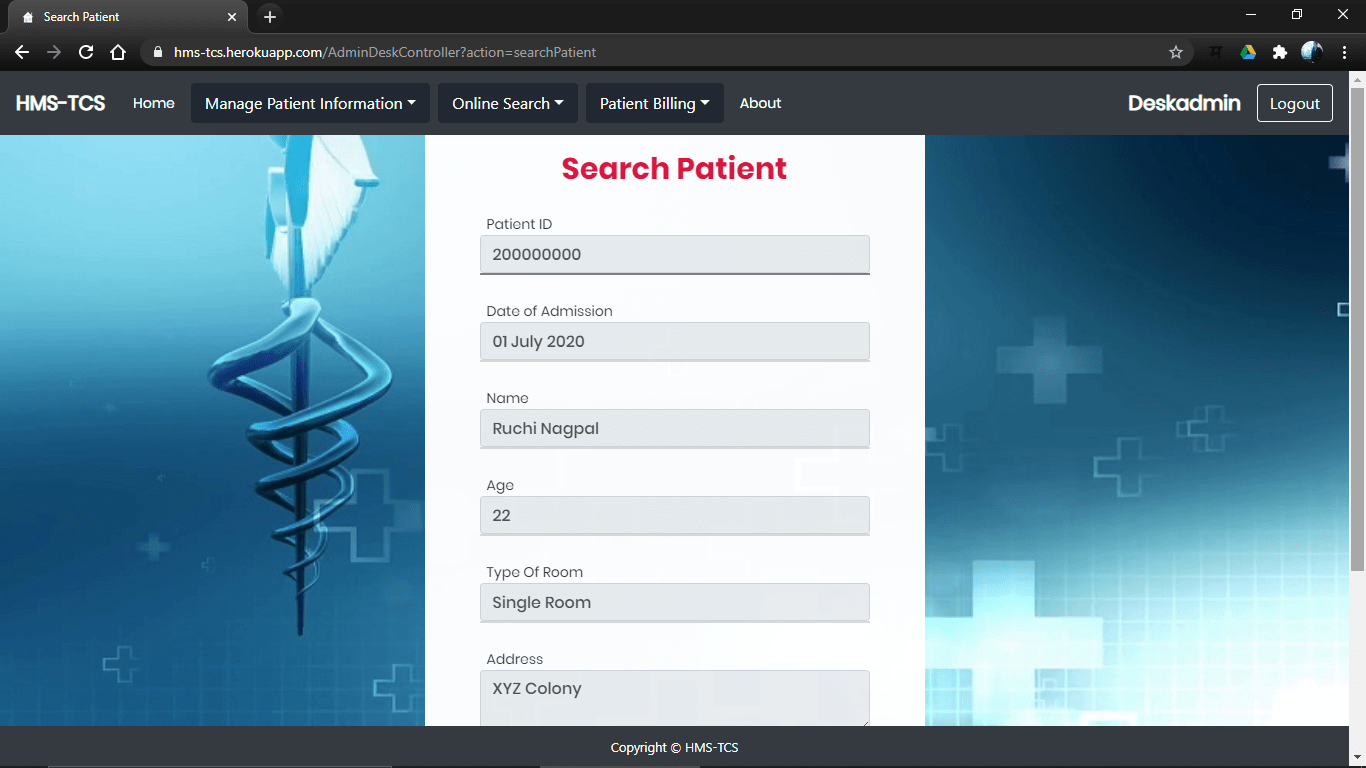 Search Patient
hms-tcs.herokuapp.com/AdminDeskController?action=searchPatient
HMS-TCS Home Manage Patient Information Online Search Patient Billing About Deskadmin Logout
Search Patient
Patient ID
200000000
Date of Admission
01 July 2020
Name
Ruchi Nagpal
Age
22
Type Of Room
Single Room
Address
XYZ Colony
Copyright © HMS-TCS